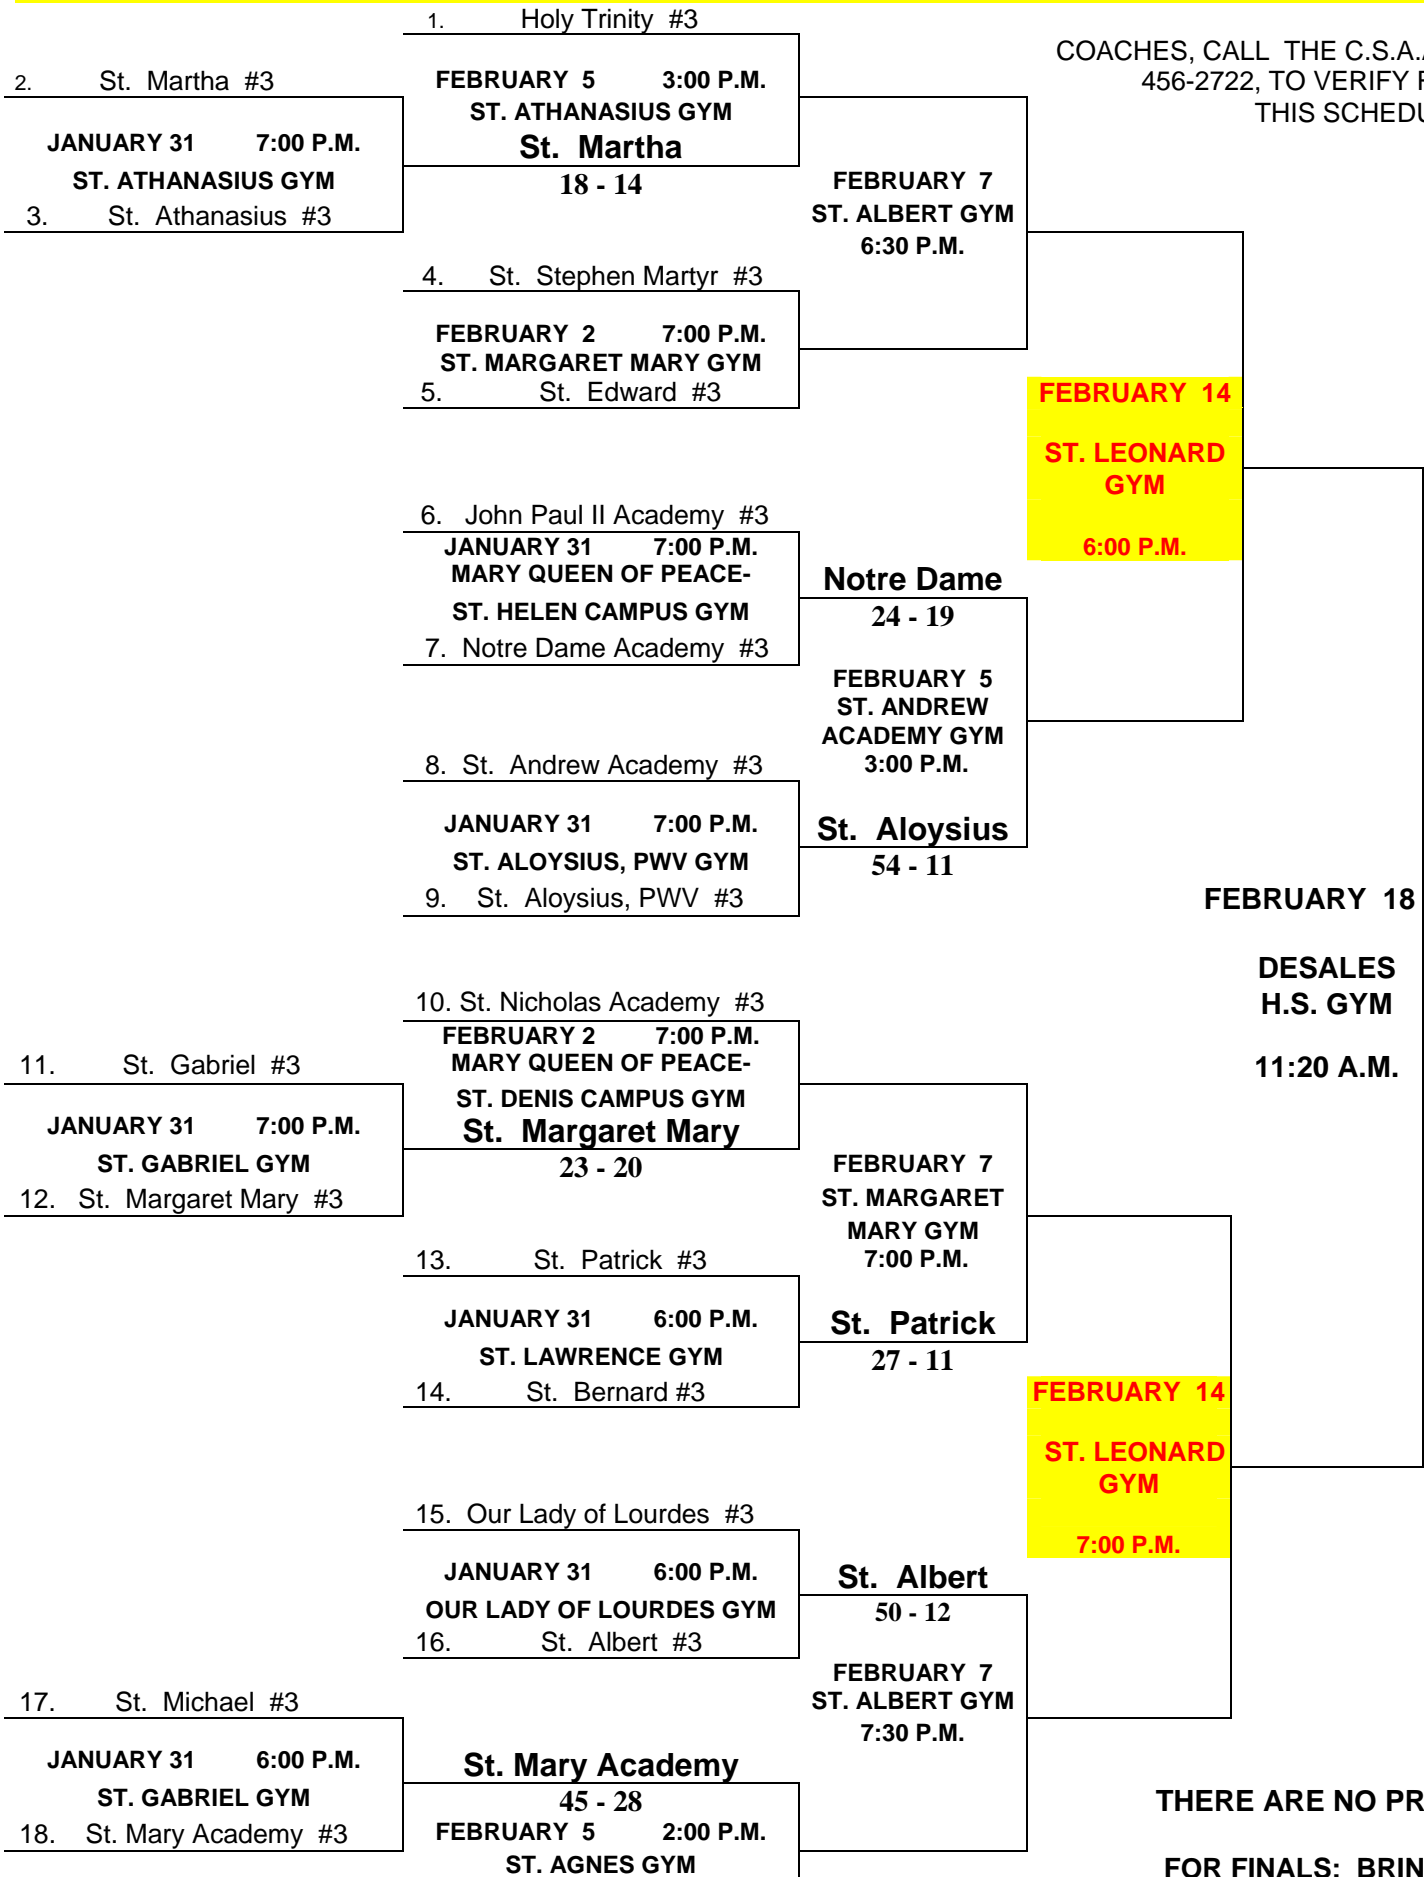 1. Holy Trinity #3
COACHES, CALL THE C.S.A.
456-2722, TO VERIFY
THIS
2. St. Martha #3
FEBRUARY 5 3:00 P.M.
ST. ATHANASIUS GYM
St. Martha
18 - 14
JANUARY 31 7:00 P.M.
ST. ATHANASIUS GYM
3. St. Athanasius #3
FEBRUARY 7
ST. ALBERT GYM
6:30 P.M.
4. St. Stephen Martyr #3
FEBRUARY 2 7:00 P.M.
ST. MARGARET MARY GYM
5. St. Edward #3
FEBRUARY 14
ST. LEONARD
GYM
6:00 P.M.
6. John Paul II Academy #3
JANUARY 31 7:00 P.M.
MARY QUEEN OF PEACE-
ST. HELEN CAMPUS GYM
7. Notre Dame Academy #3
Notre Dame
24 - 19
FEBRUARY 5
ST. ANDREW
ACADEMY GYM
3:00 P.M.
8. St. Andrew Academy #3
JANUARY 31 7:00 P.M.
ST. ALOYSIUS, PWV GYM
9. St. Aloysius, PWV #3
St. Aloysius
54 - 11
FEBRUARY 18
DESALES
H.S. GYM
11:20 A.M.
10. St. Nicholas Academy #3
FEBRUARY 2 7:00 P.M.
MARY QUEEN OF PEACE-
ST. DENIS CAMPUS GYM
St. Margaret Mary
23 - 20
11. St. Gabriel #3
JANUARY 31 7:00 P.M.
ST. GABRIEL GYM
12. St. Margaret Mary #3
FEBRUARY 7
ST. MARGARET
MARY GYM
7:00 P.M.
13. St. Patrick #3
JANUARY 31 6:00 P.M.
ST. LAWRENCE GYM
14. St. Bernard #3
St. Patrick
27 - 11
FEBRUARY 14
ST. LEONARD
GYM
7:00 P.M.
15. Our Lady of Lourdes #3
JANUARY 31 6:00 P.M.
OUR LADY OF LOURDES GYM
16. St. Albert #3
St. Albert
50 - 12
FEBRUARY 7
ST. ALBERT GYM
7:30 P.M.
17. St. Michael #3
JANUARY 31 6:00 P.M.
ST. GABRIEL GYM
18. St. Mary Academy #3
St. Mary Academy
45 - 28
FEBRUARY 5 2:00 P.M.
ST. AGNES GYM
THERE ARE NO PR
FOR FINALS: BRIN